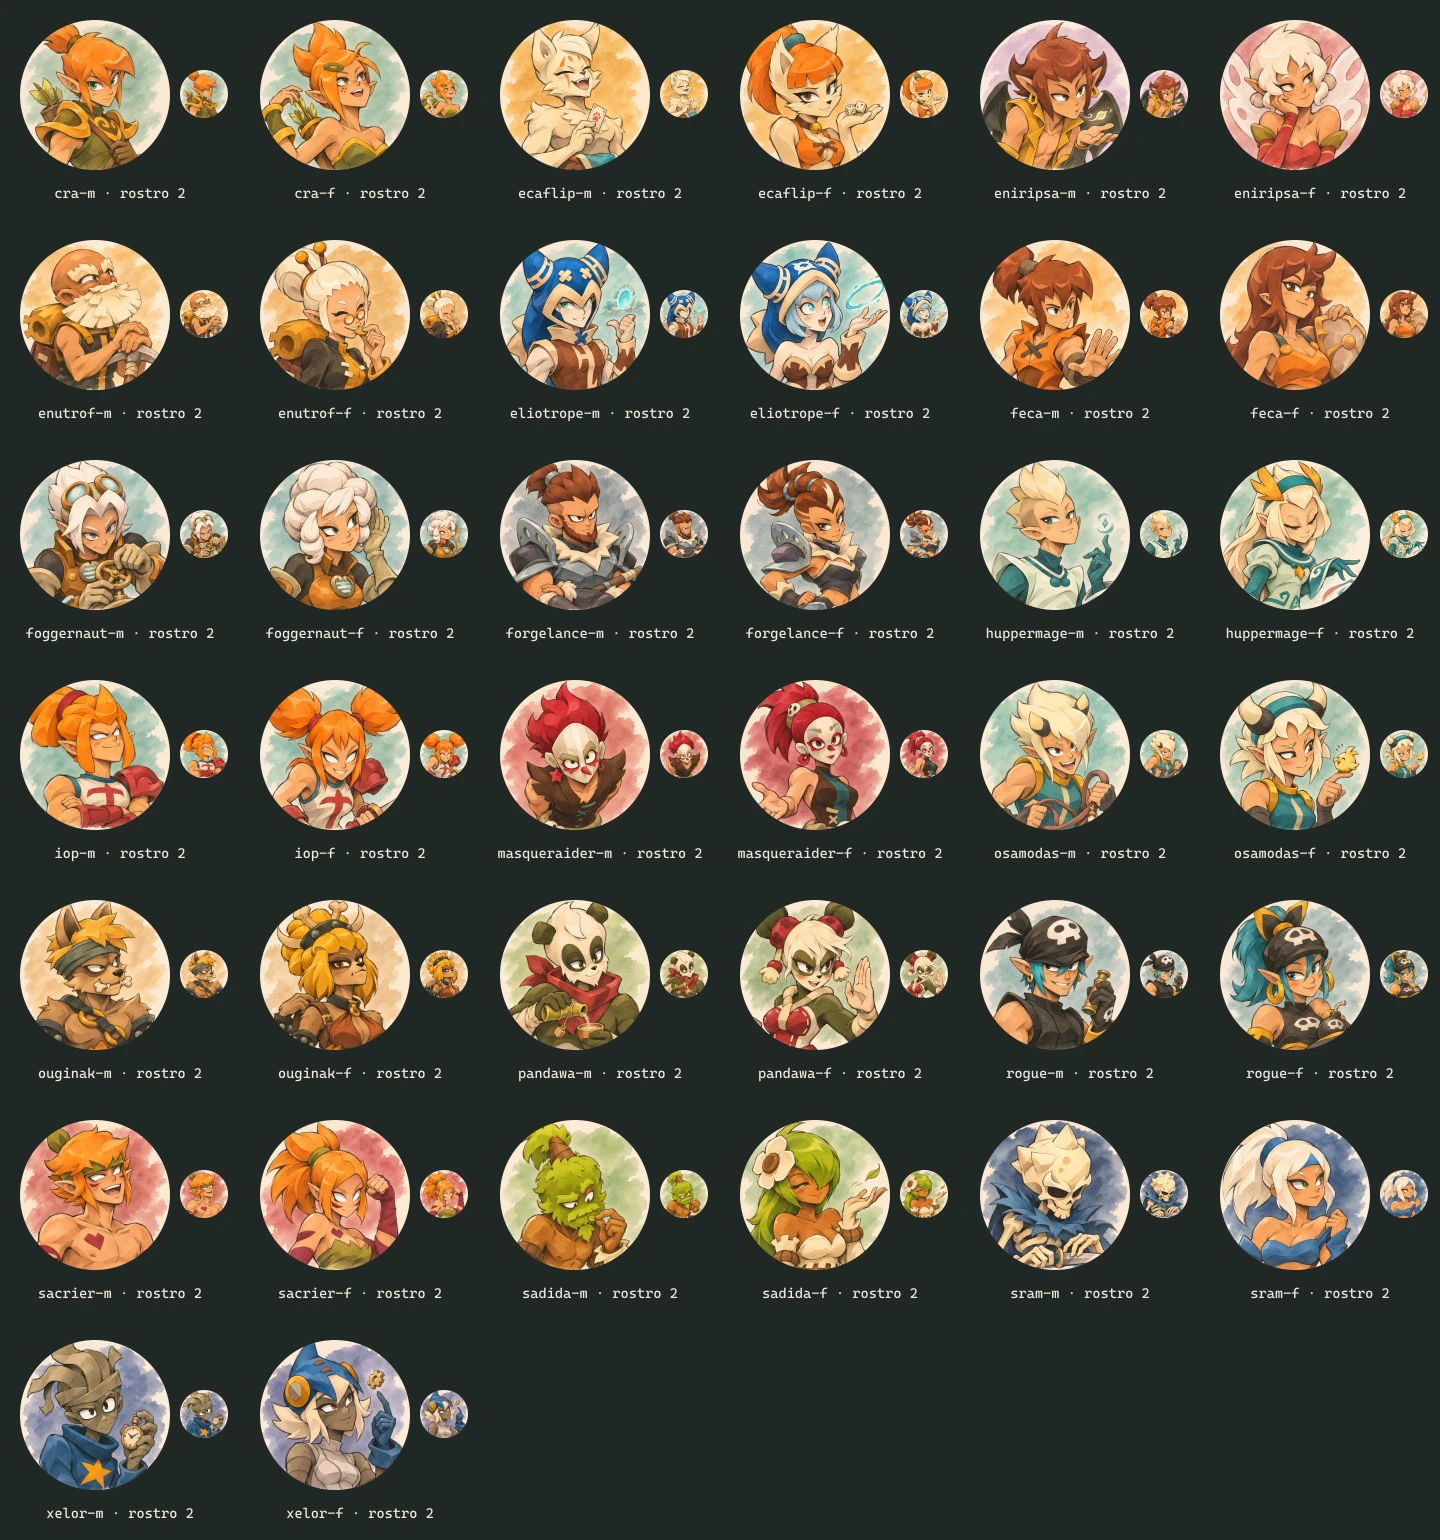 cra-m · rostro 2
cra-f · rostro 2
ecaflip-m · rostro 2
ecaflip-f · rostro 2
eniripsa-m · rostro 2
eniripsa-f · rostro 2
enutrof-m · rostro 2
enutrof-f · rostro 2
eliotrope-m · rostro 2
eliotrope-f · rostro 2
feca-m · rostro 2
feca-f · rostro 2
foggernaut-m · rostro 2
foggernaut-f · rostro 2
forgelance-m · rostro 2
forgelance-f · rostro 2
huppermage-m · rostro 2
huppermage-f · rostro 2
iop-m · rostro 2
iop-f · rostro 2
masqueraider-m · rostro 2
masqueraider-f · rostro 2
osamodas-m · rostro 2
osamodas-f · rostro 2
ouginak-m · rostro 2
ouginak-f · rostro 2
pandawa-m · rostro 2
pandawa-f · rostro 2
rogue-m · rostro 2
rogue-f · rostro 2
sacrier-m · rostro 2
sacrier-f · rostro 2
sadida-m · rostro 2
sadida-f · rostro 2
sram-m · rostro 2
sram-f · rostro 2
xelor-m · rostro 2
xelor-f · rostro 2